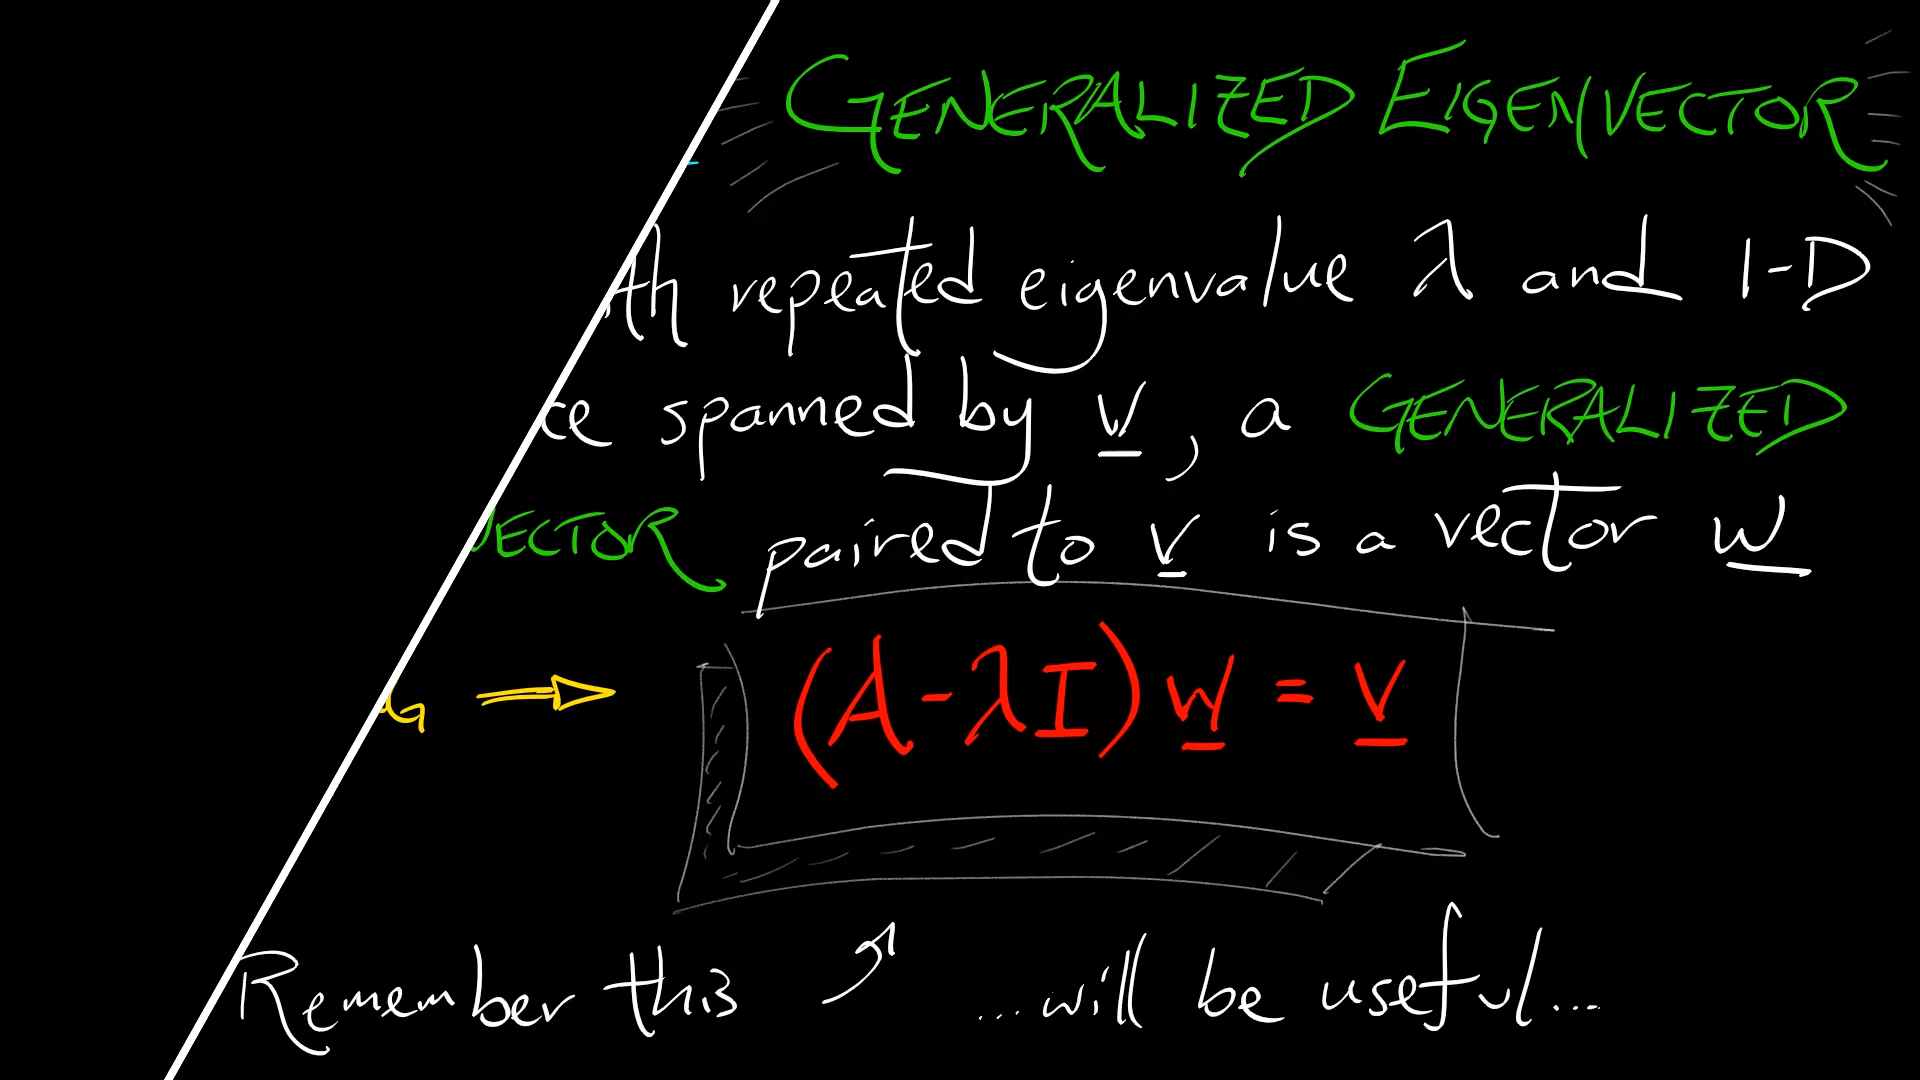 GENERALIZED EIGENVECTOR
th repeated eigenvalue λ and 1-D
ce spanned by v, a GENERALIZED
VECTOR paired to v is a vector w
G ⇒ (A-λI)w = v
Remember this ↗ ...will be useful...